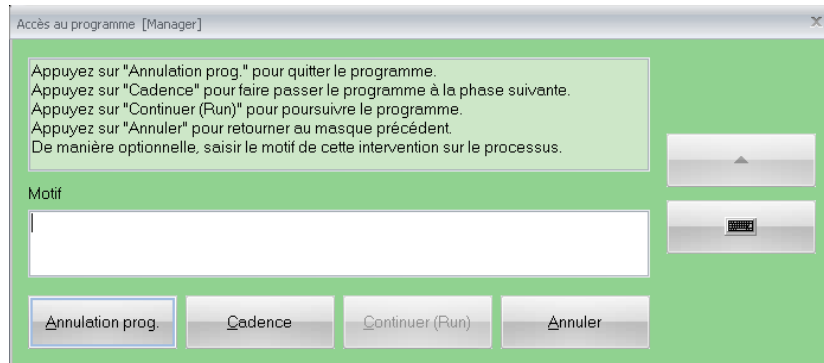 Accès au programme [Manager]
Appuyez sur "Annulation prog." pour quitter le programme.
Appuyez sur "Cadence" pour faire passer le programme à la phase suivante.
Appuyez sur "Continuer (Run)" pour poursuivre le programme.
Appuyez sur "Annuler" pour retourner au masque précédent.
De manière optionnelle, saisir le motif de cette intervention sur le processus.
Motif
Annulation prog. Cadence Continuer (Run) Annuler